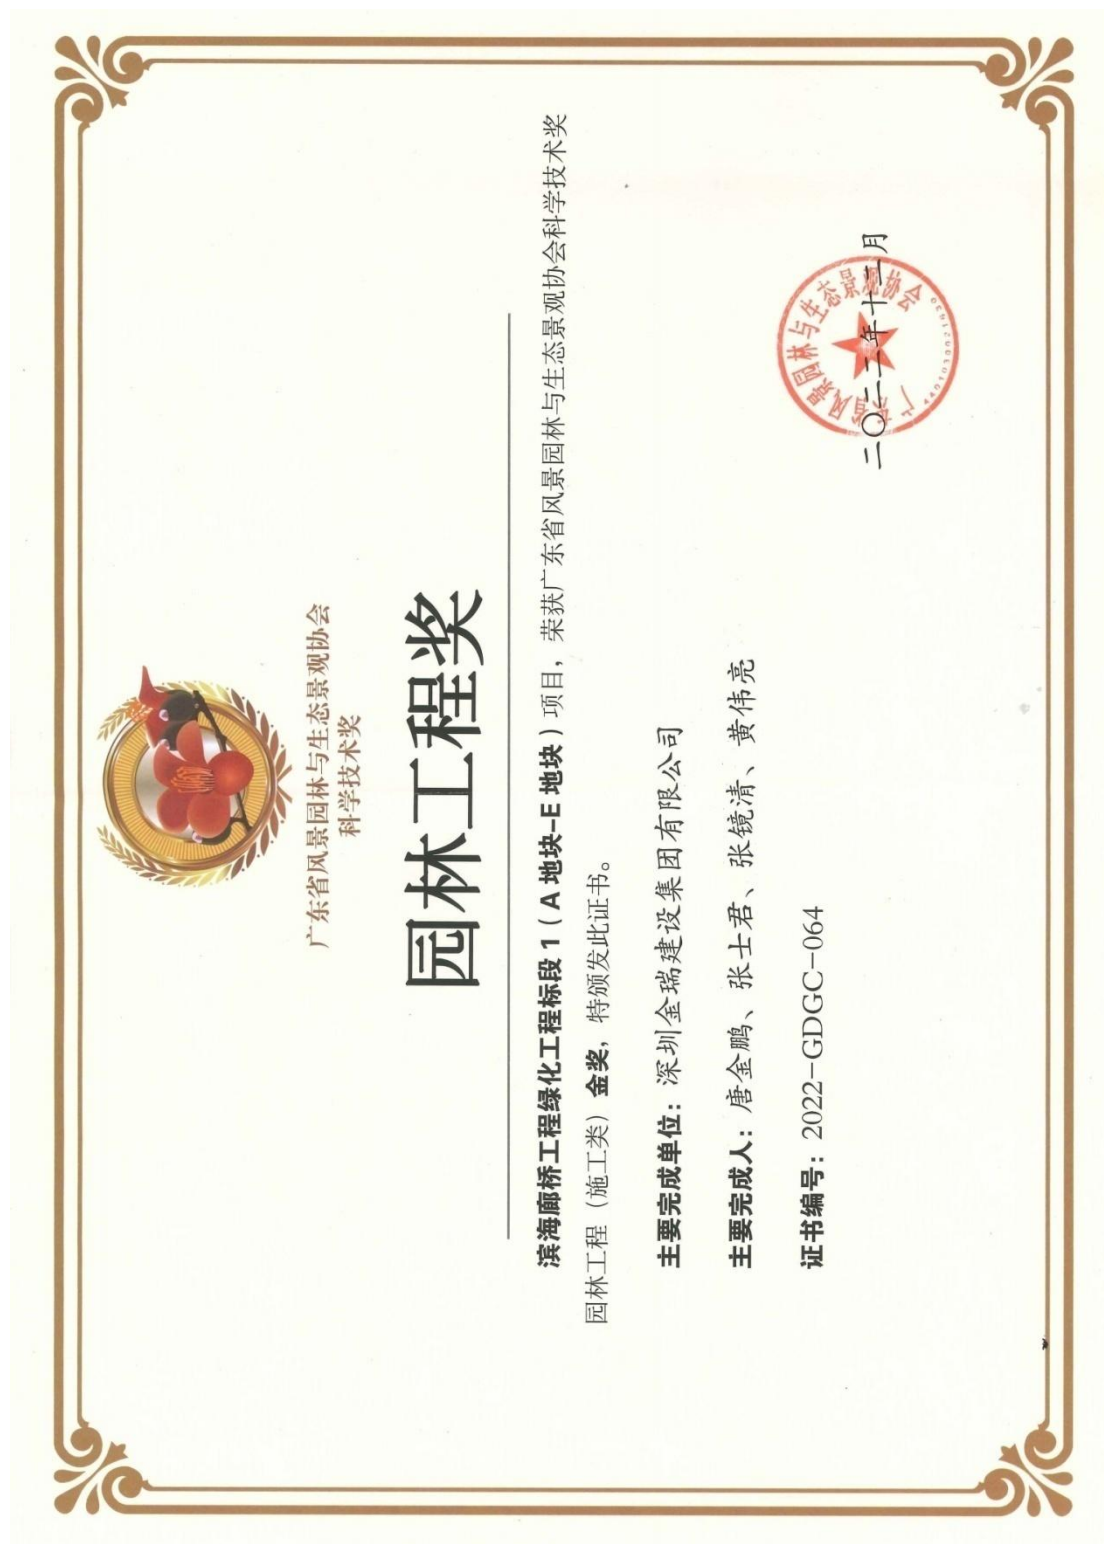 广东省风景园林与生态景观协会
科学技术奖
园林工程奖
滨海廊桥工程绿化工程标段1（A地块-E地块）项目，荣获广东省风景园林与生态景观协会科学技术奖
园林工程（施工类）金奖，特颁发此证书。
主要完成单位：深圳金瑞建设集团有限公司
主要完成人：唐金鹏、张士君、张镜清、黄伟亮
证书编号：2022-GDGC-064
广东省风景园林与生态景观协会
二〇二二年十二月